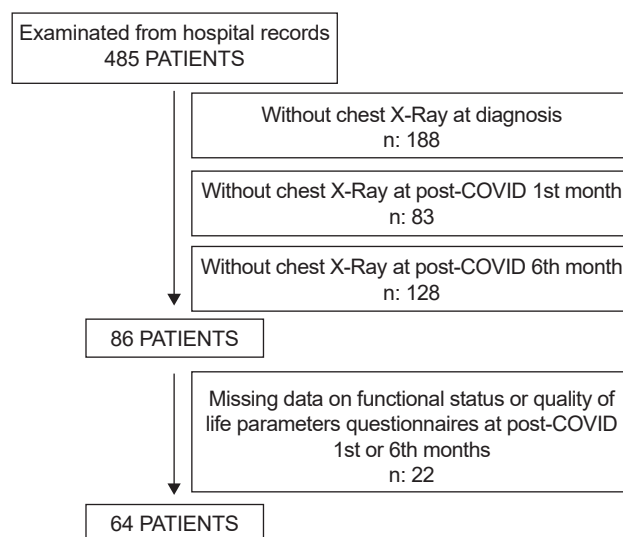 Examinated from hospital records
485 PATIENTS
Without chest X-Ray at diagnosis
n: 188
Without chest X-Ray at post-COVID 1st month
n: 83
Without chest X-Ray at post-COVID 6th month
n: 128
86 PATIENTS
Missing data on functional status or quality of
life parameters questionnaires at post-COVID
1st or 6th months
n: 22
64 PATIENTS